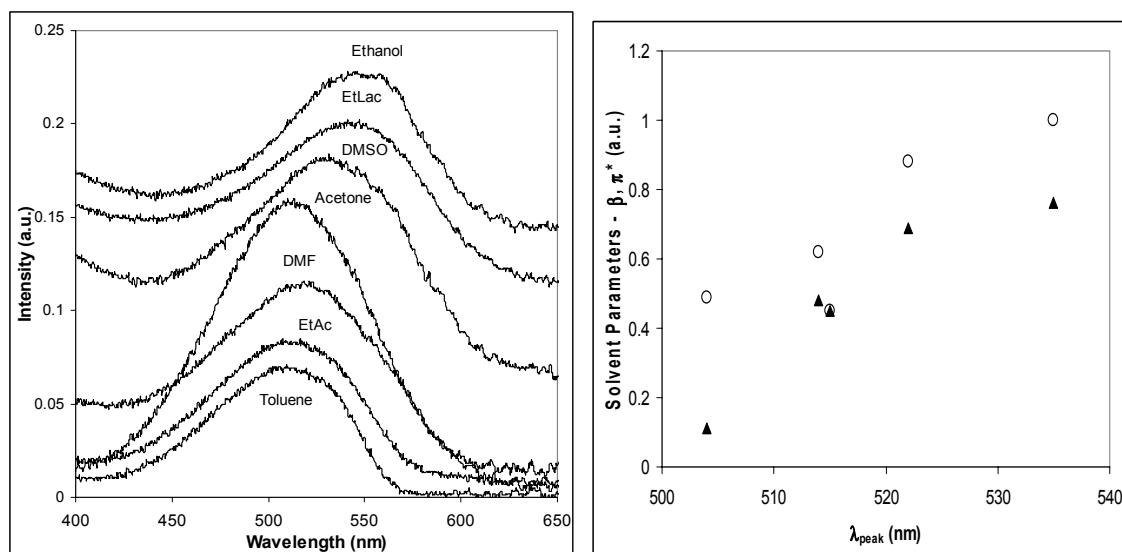 0.25
0.2
0.15
0.1
0.05
0
Intensity (a.u.)
Ethanol
EtLac
DMSO
Acetone
DMF
EtAc
Toluene
400 450 500 550 600 650
Wavelength (nm)
1.2
1
0.8
0.6
0.4
0.2
0
Solvent Parameters - β, π* (a.u.)
500 510 520 530 540
λpeak (nm)